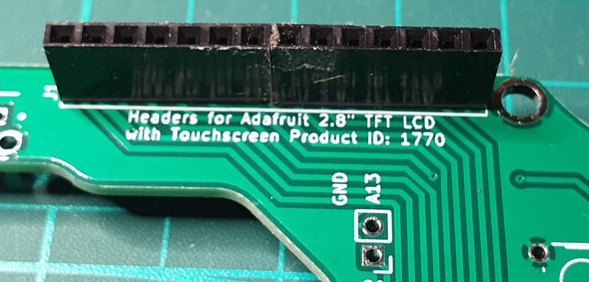 Headers for Adafruit 2.8" TFT LCD
with Touchscreen Product ID: 1770
GND
A13